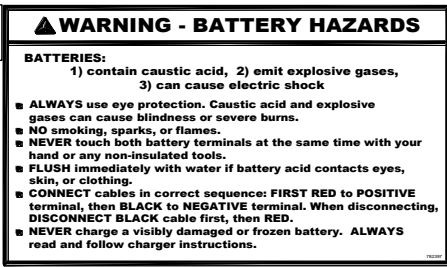 WARNING - BATTERY HAZARDS
BATTERIES:
1) contain caustic acid, 2) emit explosive gases,
3) can cause electric shock
ALWAYS use eye protection. Caustic acid and explosive
gases can cause blindness or severe burns.
NO smoking, sparks, or flames.
NEVER touch both battery terminals at the same time with your
hand or any non-insulated tools.
FLUSH immediately with water if battery acid contacts eyes,
skin, or clothing.
CONNECT cables in correct sequence: FIRST RED to POSITIVE
terminal, then BLACK to NEGATIVE terminal. When disconnecting,
DISCONNECT BLACK cable first, then RED.
NEVER charge a visibly damaged or frozen battery. ALWAYS
read and follow charger instructions.